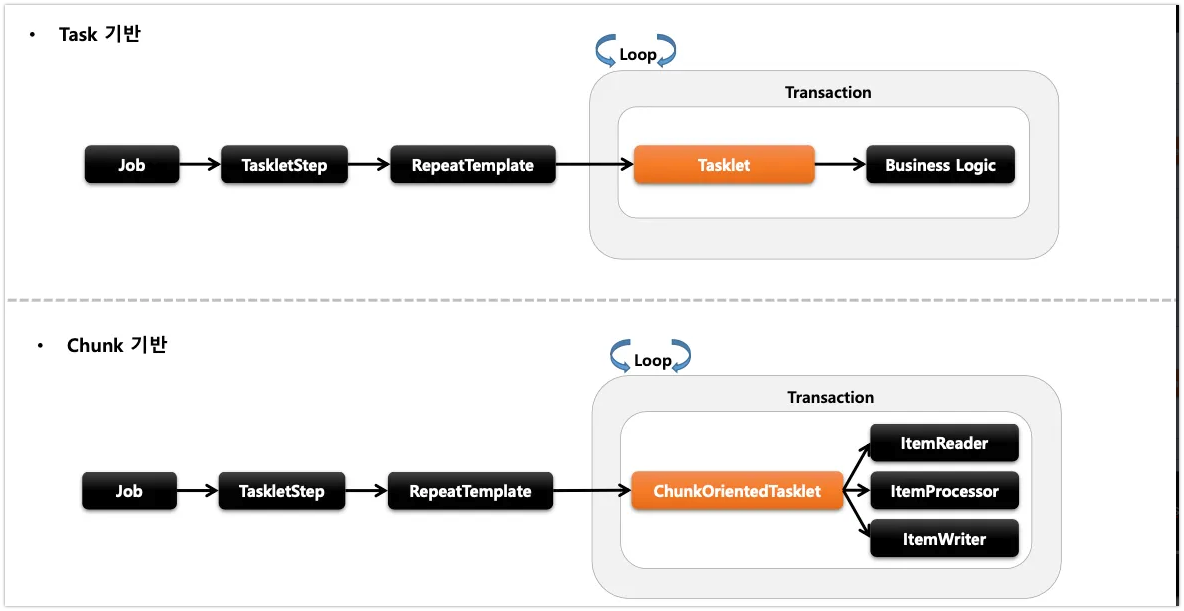 • Task 기반
Loop
Transaction
Job
TaskletStep
RepeatTemplate
Tasklet
Business Logic
• Chunk 기반
Loop
Transaction
ItemReader
Job
TaskletStep
RepeatTemplate
ChunkOrientedTasklet
ItemProcessor
ItemWriter